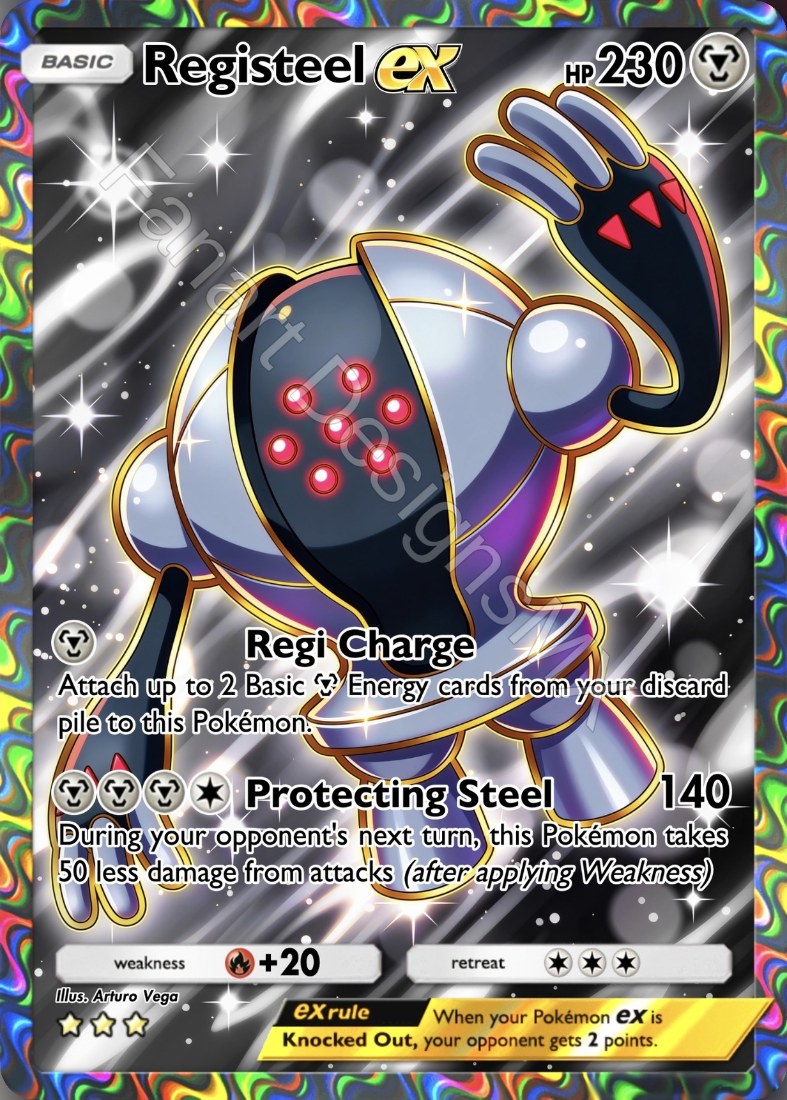 BASIC Registeel ex HP 230
Fanart DesignsMX
Regi Charge
Attach up to 2 Basic Energy cards from your discard
pile to this Pokémon.
Protecting Steel 140
During your opponent's next turn, this Pokémon takes
50 less damage from attacks (after applying Weakness)
weakness +20 retreat
Illus. Arturo Vega
ex rule When your Pokémon ex is
Knocked Out, your opponent gets 2 points.